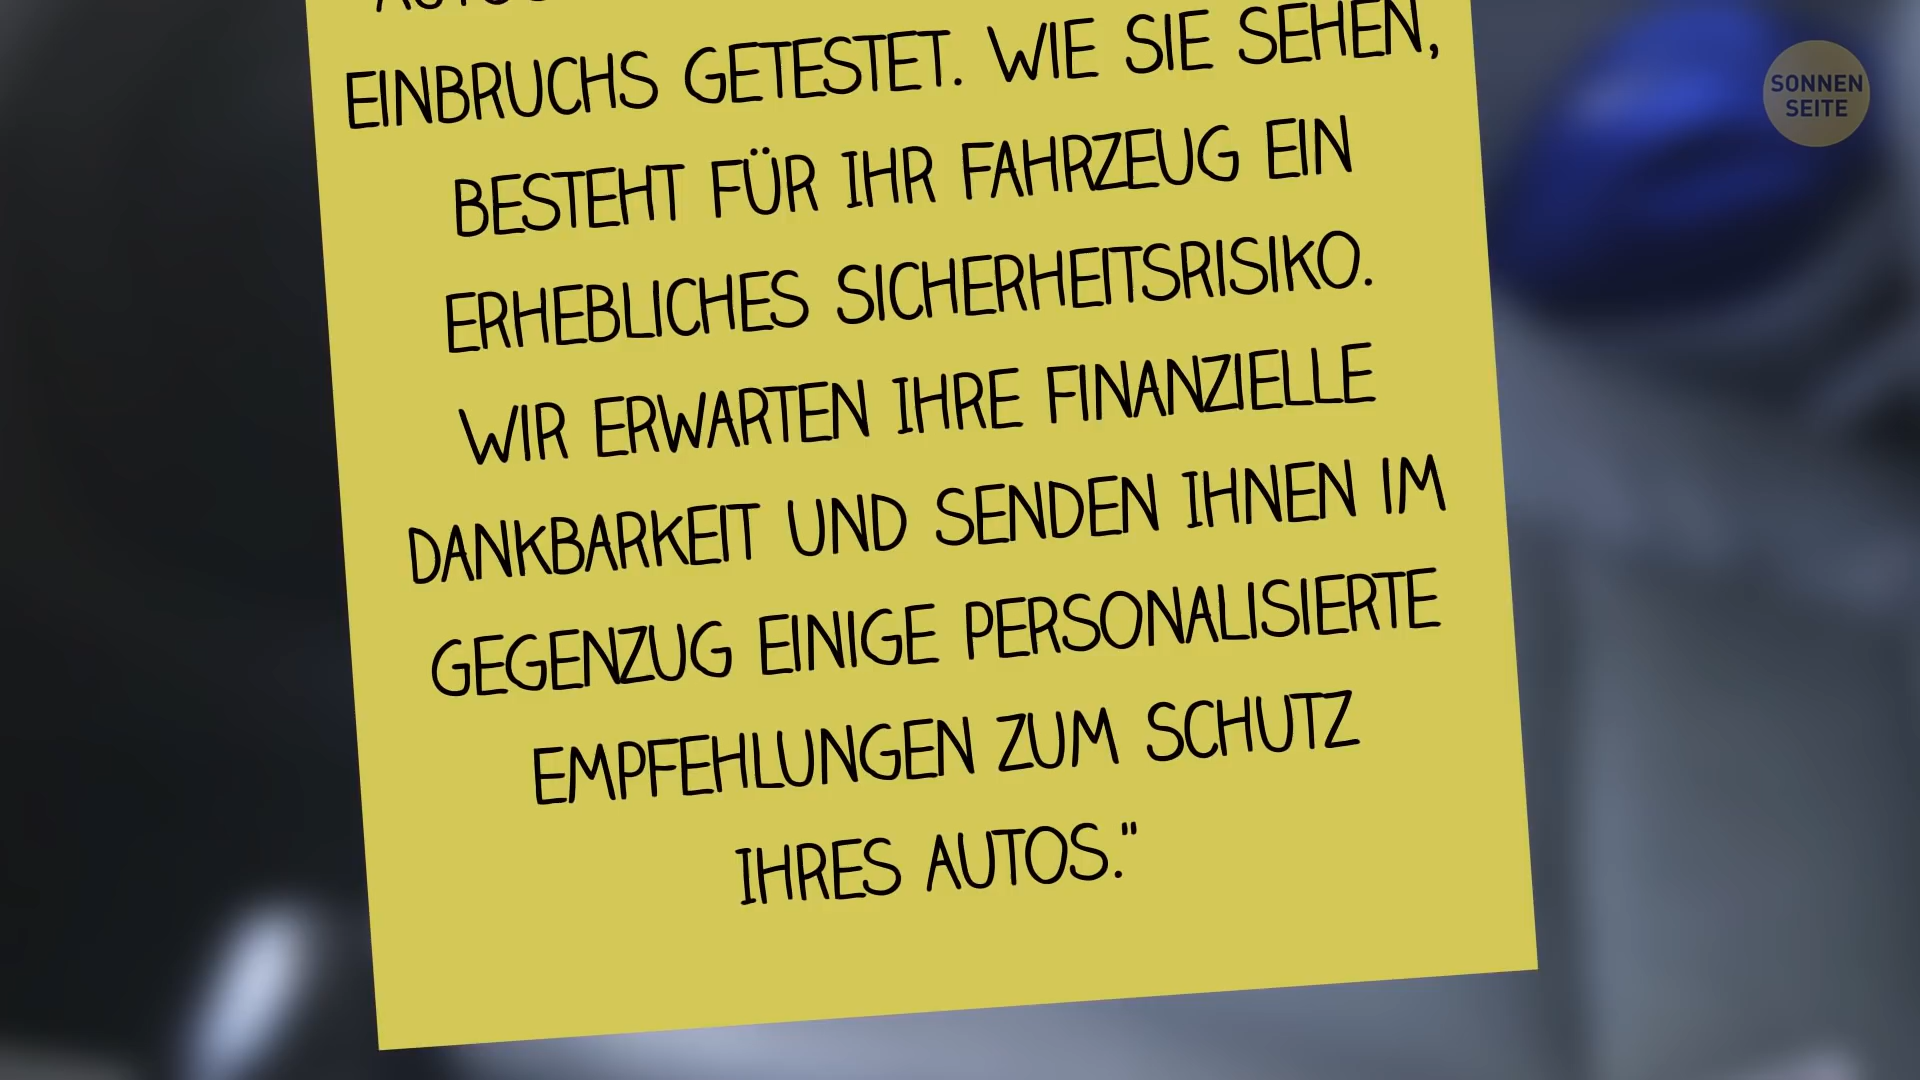 EINBRUCHS GETESTET. WIE SIE SEHEN,
BESTEHT FÜR IHR FAHRZEUG EIN
ERHEBLICHES SICHERHEITSRISIKO.
WIR ERWARTEN IHRE FINANZIELLE
DANKBARKEIT UND SENDEN IHNEN IM
GEGENZUG EINIGE PERSONALISIERTE
EMPFEHLUNGEN ZUM SCHUTZ
IHRES AUTOS."
SONNEN
SEITE